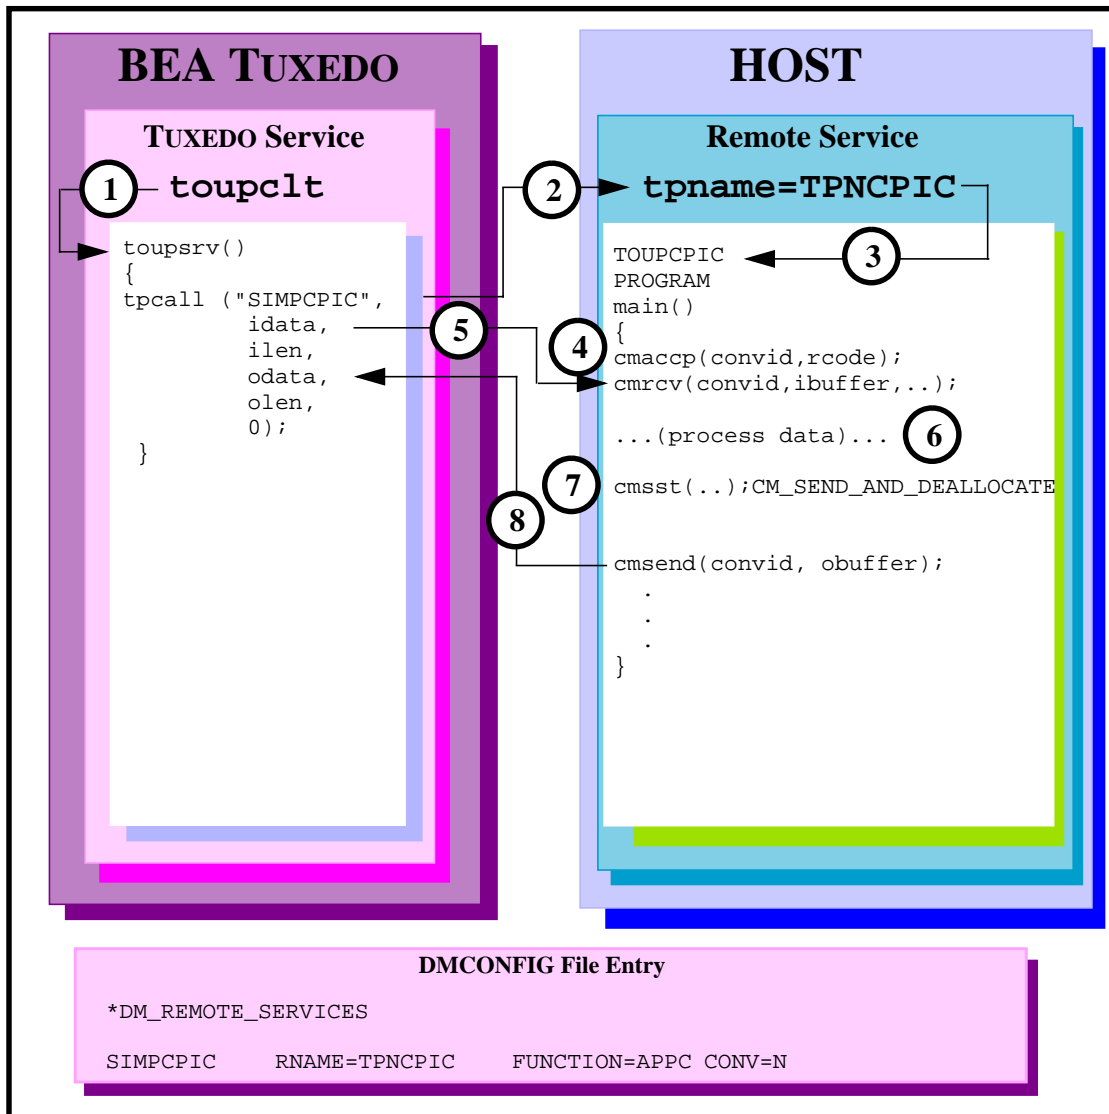 BEA TUXEDO
TUXEDO Service
1
toupclt
toupsrv()
{
tpcall ("SIMPCPIC",
idata,
ilen,
odata,
olen,
0);
}
2
5
8
HOST
Remote Service
tpname=TPNCPIC
3
TOUPCPIC
PROGRAM
main()
{
4
cmaccp(convid,rcode);
cmrcv(convid,ibuffer,..);
...(process data)...
6
7
cmsst(..);CM_SEND_AND_DEALLOCATE
cmsend(convid, obuffer);
.
.
.
}
DMCONFIG File Entry
*DM_REMOTE_SERVICES
SIMPCPIC RNAME=TPNCPIC FUNCTION=APPC CONV=N